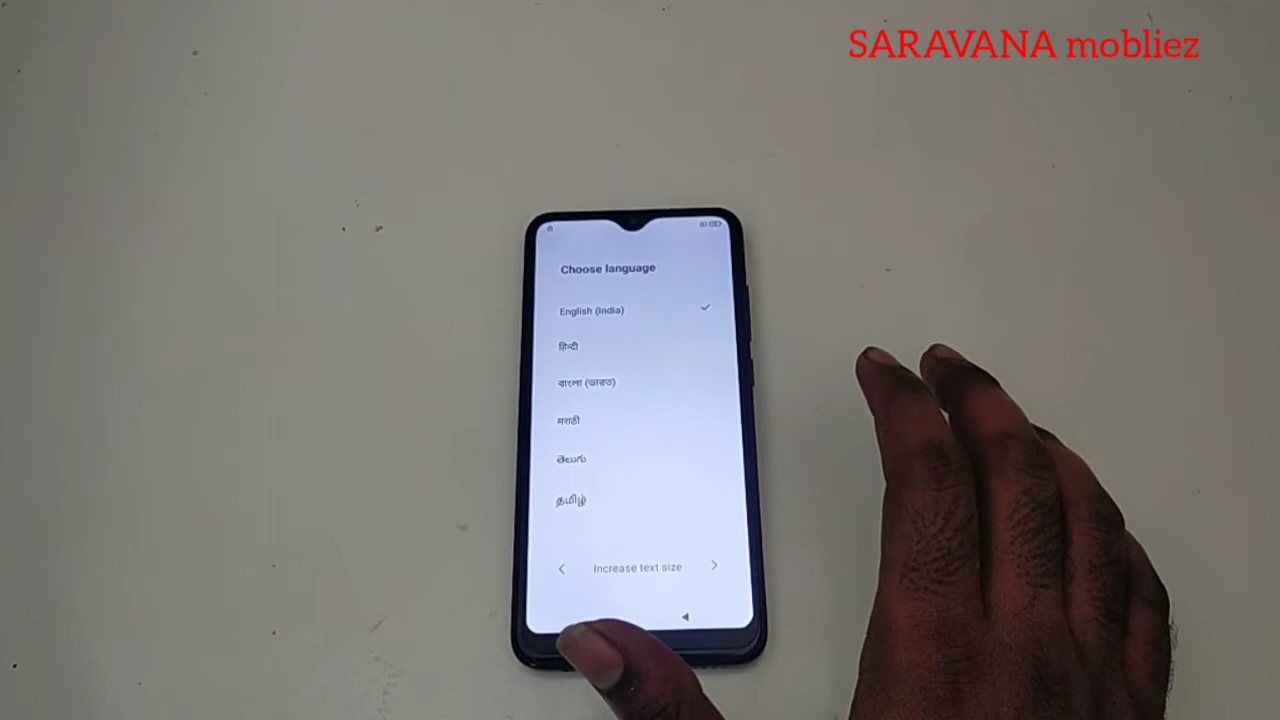 SARAVANA mobliez
Choose language
English (India)
हिन्दी
বাংলা (ভারত)
मराठी
తెలుగు
தமிழ்
Increase text size